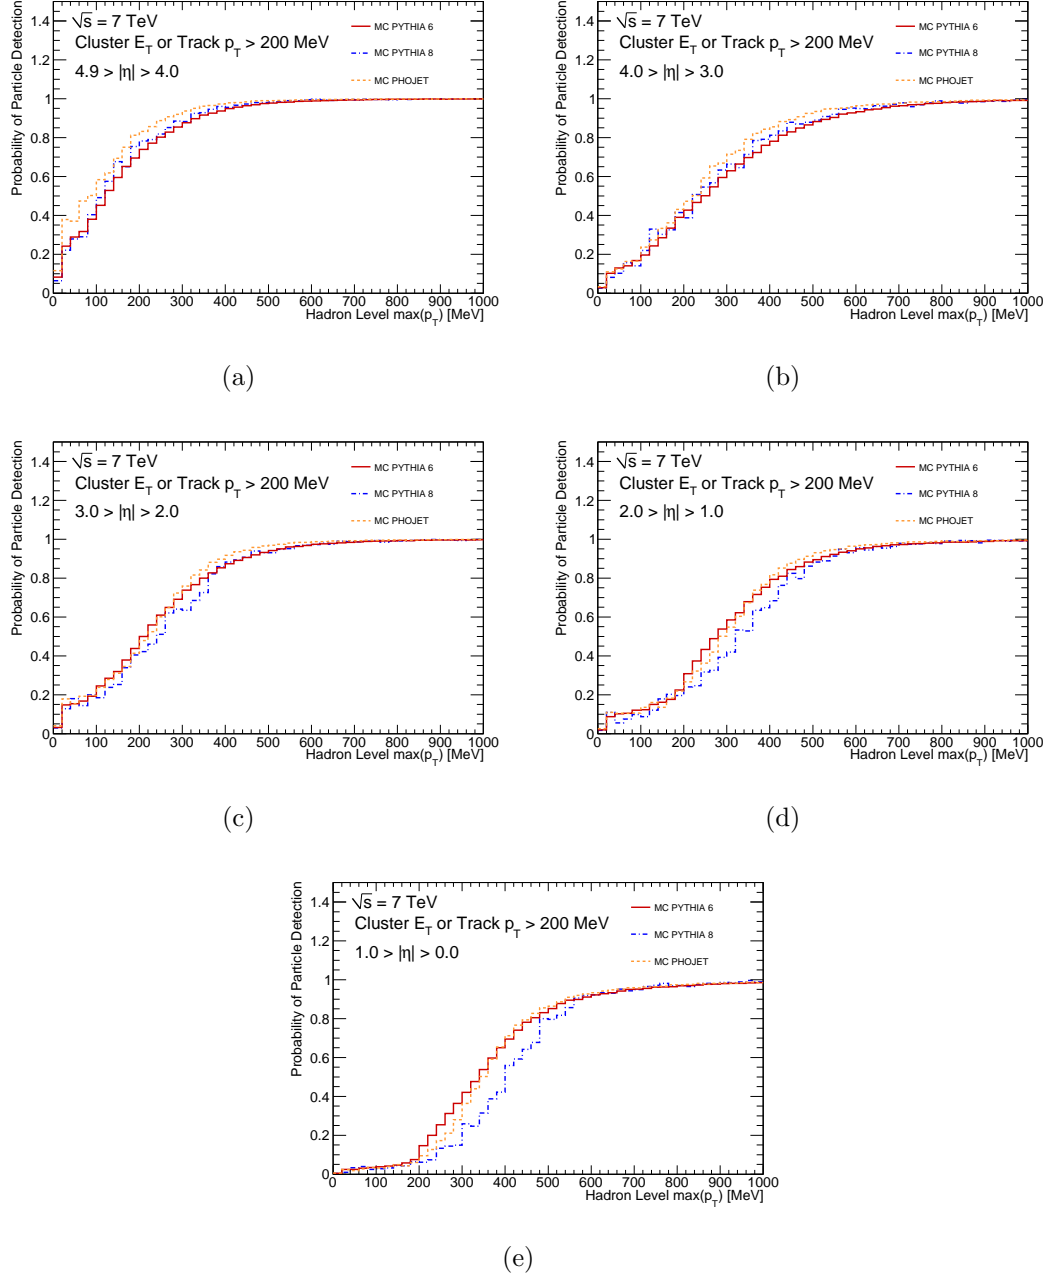 √s = 7 TeV
Cluster E_T or Track p_T > 200 MeV
4.9 > |η| > 4.0
MC PYTHIA 6
MC PYTHIA 8
MC PHOJET
Probability of Particle Detection
1.4
1.2
1
0.8
0.6
0.4
0.2
0
0 100 200 300 400 500 600 700 800 900 1000
Hadron Level max(p_T) [MeV]
(a)
√s = 7 TeV
Cluster E_T or Track p_T > 200 MeV
4.0 > |η| > 3.0
MC PYTHIA 6
MC PYTHIA 8
MC PHOJET
Probability of Particle Detection
1.4
1.2
1
0.8
0.6
0.4
0.2
0
0 100 200 300 400 500 600 700 800 900 1000
Hadron Level max(p_T) [MeV]
(b)
√s = 7 TeV
Cluster E_T or Track p_T > 200 MeV
3.0 > |η| > 2.0
MC PYTHIA 6
MC PYTHIA 8
MC PHOJET
Probability of Particle Detection
1.4
1.2
1
0.8
0.6
0.4
0.2
0
0 100 200 300 400 500 600 700 800 900 1000
Hadron Level max(p_T) [MeV]
(c)
√s = 7 TeV
Cluster E_T or Track p_T > 200 MeV
2.0 > |η| > 1.0
MC PYTHIA 6
MC PYTHIA 8
MC PHOJET
Probability of Particle Detection
1.4
1.2
1
0.8
0.6
0.4
0.2
0
0 100 200 300 400 500 600 700 800 900 1000
Hadron Level max(p_T) [MeV]
(d)
√s = 7 TeV
Cluster E_T or Track p_T > 200 MeV
1.0 > |η| > 0.0
MC PYTHIA 6
MC PYTHIA 8
MC PHOJET
Probability of Particle Detection
1.4
1.2
1
0.8
0.6
0.4
0.2
0
0 100 200 300 400 500 600 700 800 900 1000
Hadron Level max(p_T) [MeV]
(e)